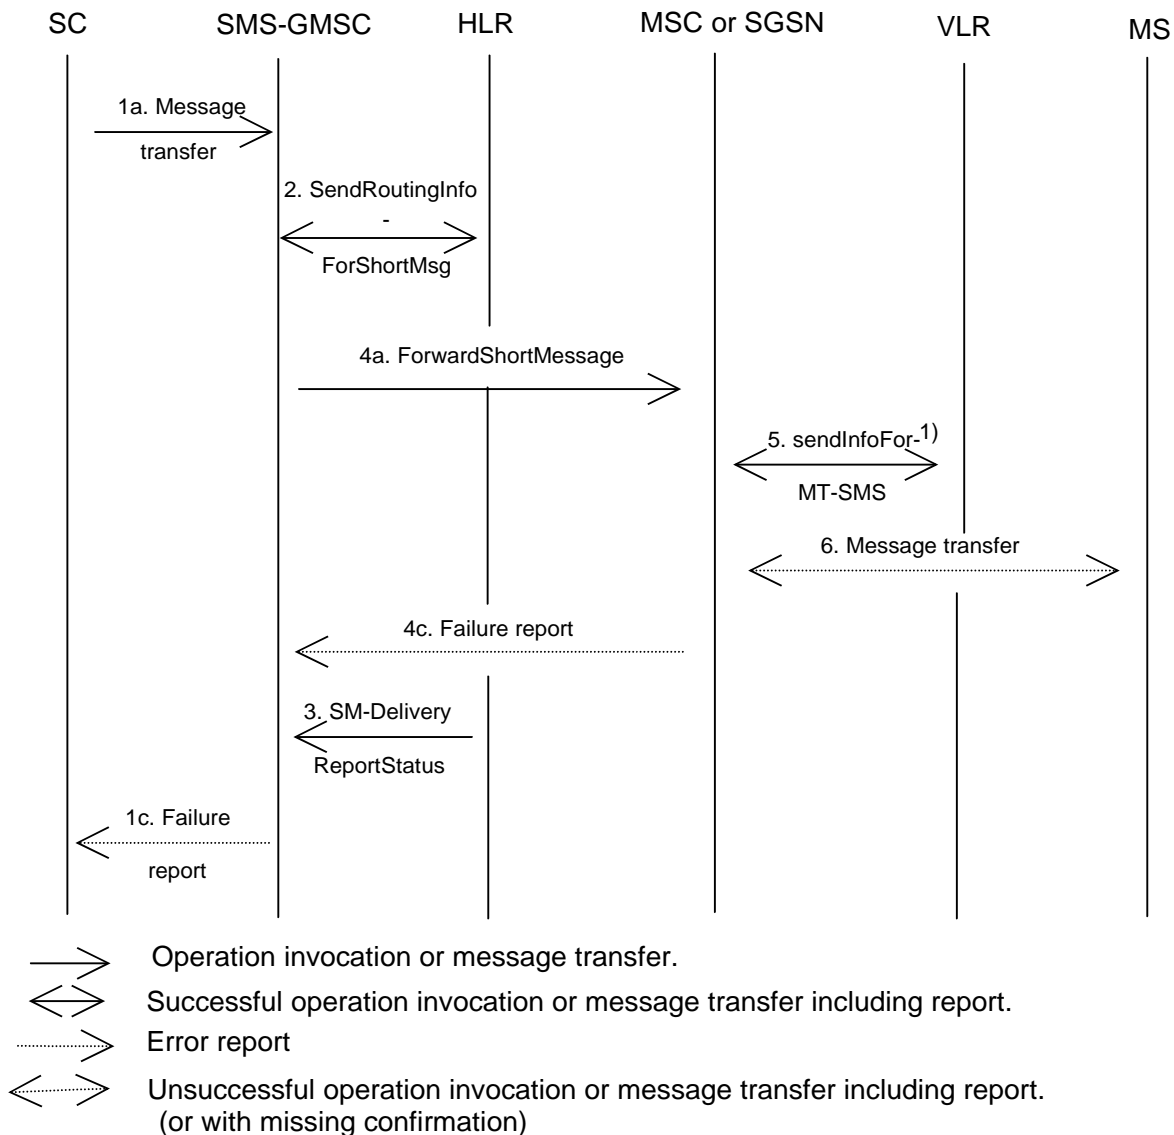 SC SMS-GMSC HLR MSC or SGSN VLR MS
1a. Message
transfer
2. SendRoutingInfo
-
ForShortMsg
4a. ForwardShortMessage
5. sendInfoFor-1)
MT-SMS
6. Message transfer
4c. Failure report
3. SM-Delivery
ReportStatus
1c. Failure
report
Operation invocation or message transfer.
Successful operation invocation or message transfer including report.
Error report
Unsuccessful operation invocation or message transfer including report.
(or with missing confirmation)